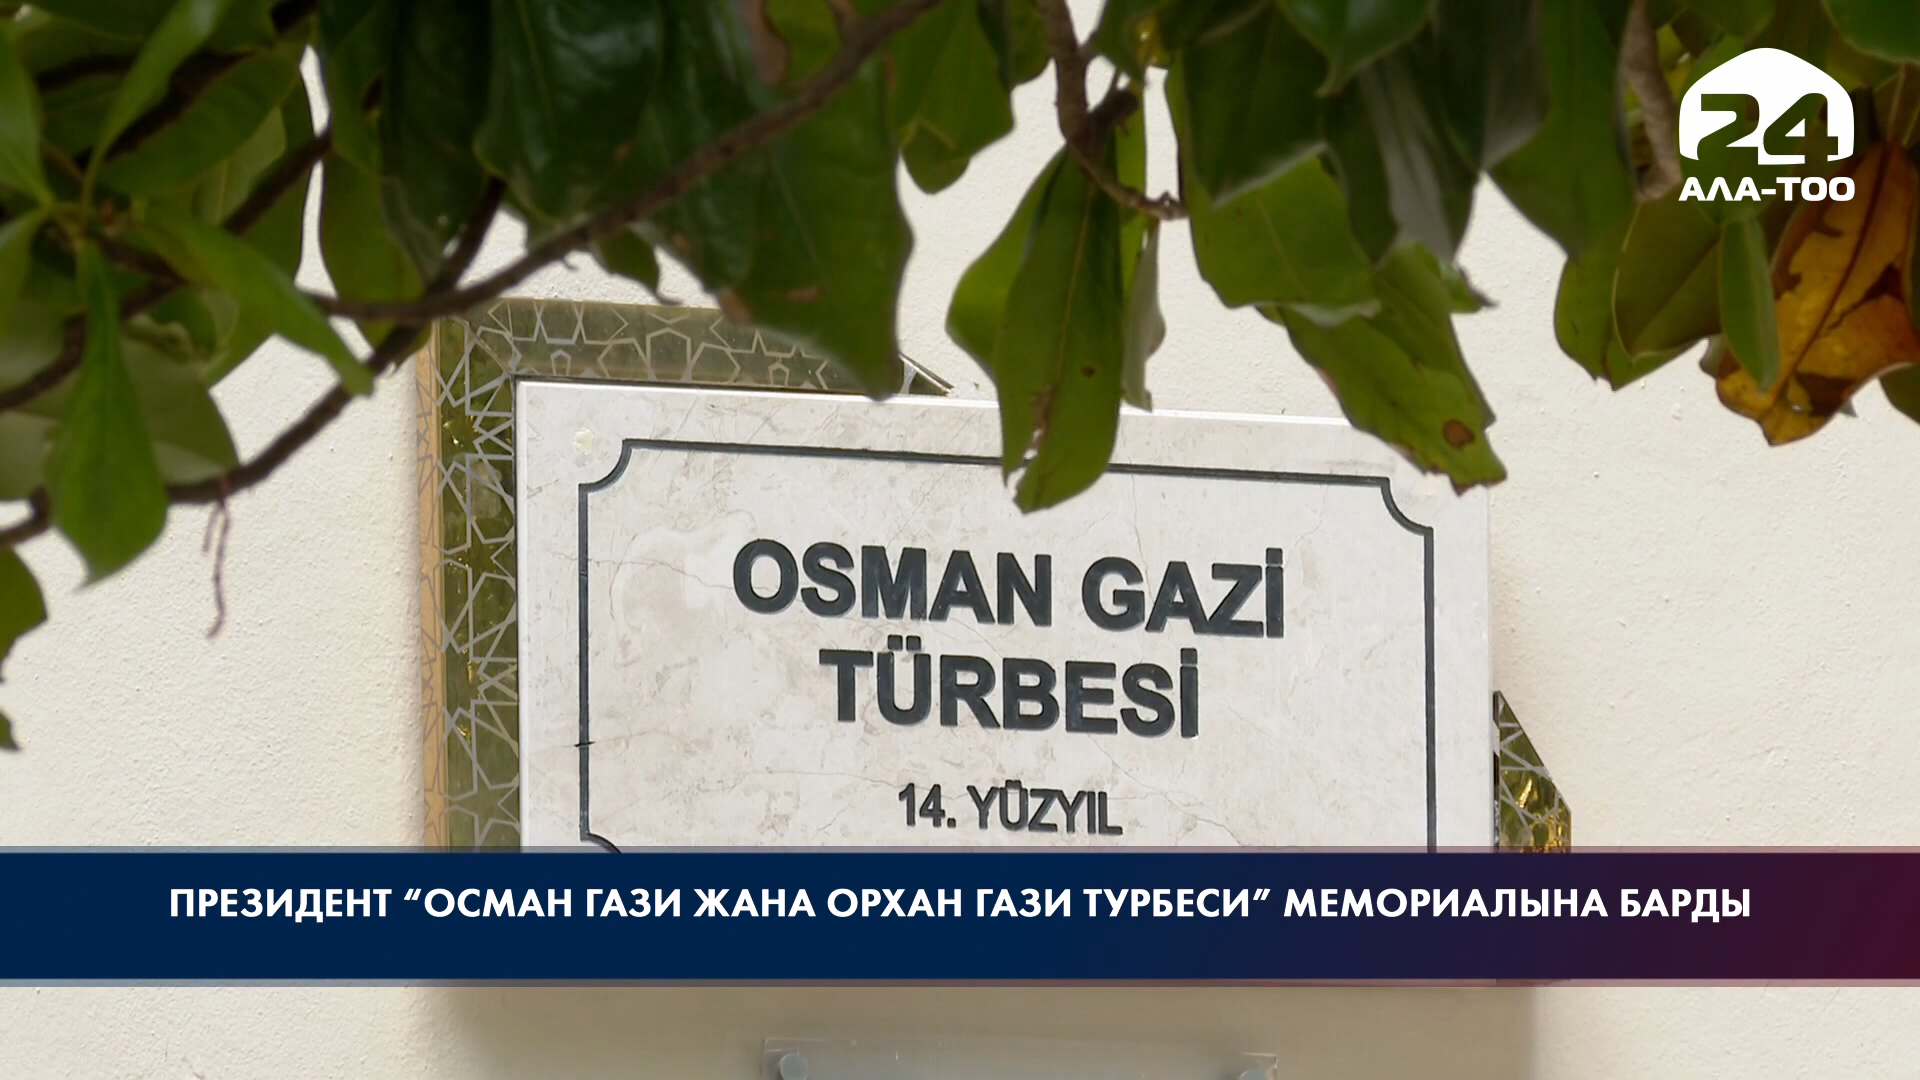 24
АЛА-ТОО
OSMAN GAZİ
TÜRBESİ
14. YÜZYIL
ПРЕЗИДЕНТ “ОСМАН ГАЗИ ЖАНА ОРХАН ГАЗИ ТУРБЕСИ” МЕМОРИАЛЫНА БАРДЫ